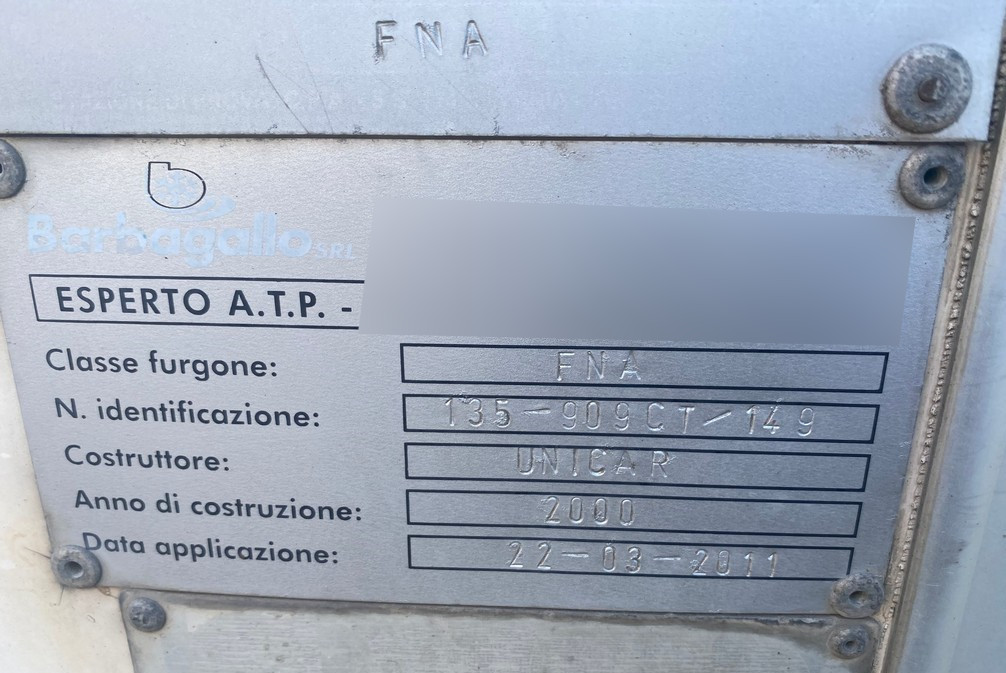 FNA
Barbagallo SRL
ESPERTO A.T.P. -
Classe furgone: FNA
N. identificazione: 135-909CT/149
Costruttore: UNICAR
Anno di costruzione: 2000
Data applicazione: 22-03-2011